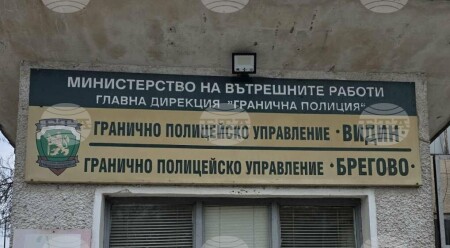 МИНИСТЕРСТВО НА ВЪТРЕШНИТЕ РАБОТИ
ГЛАВНА ДИРЕКЦИЯ "ГРАНИЧНА ПОЛИЦИЯ"
ГРАНИЧНО ПОЛИЦЕЙСКО УПРАВЛЕНИЕ · ВИДИН ·
ГРАНИЧНО ПОЛИЦЕЙСКО УПРАВЛЕНИЕ · БРЕГОВО ·